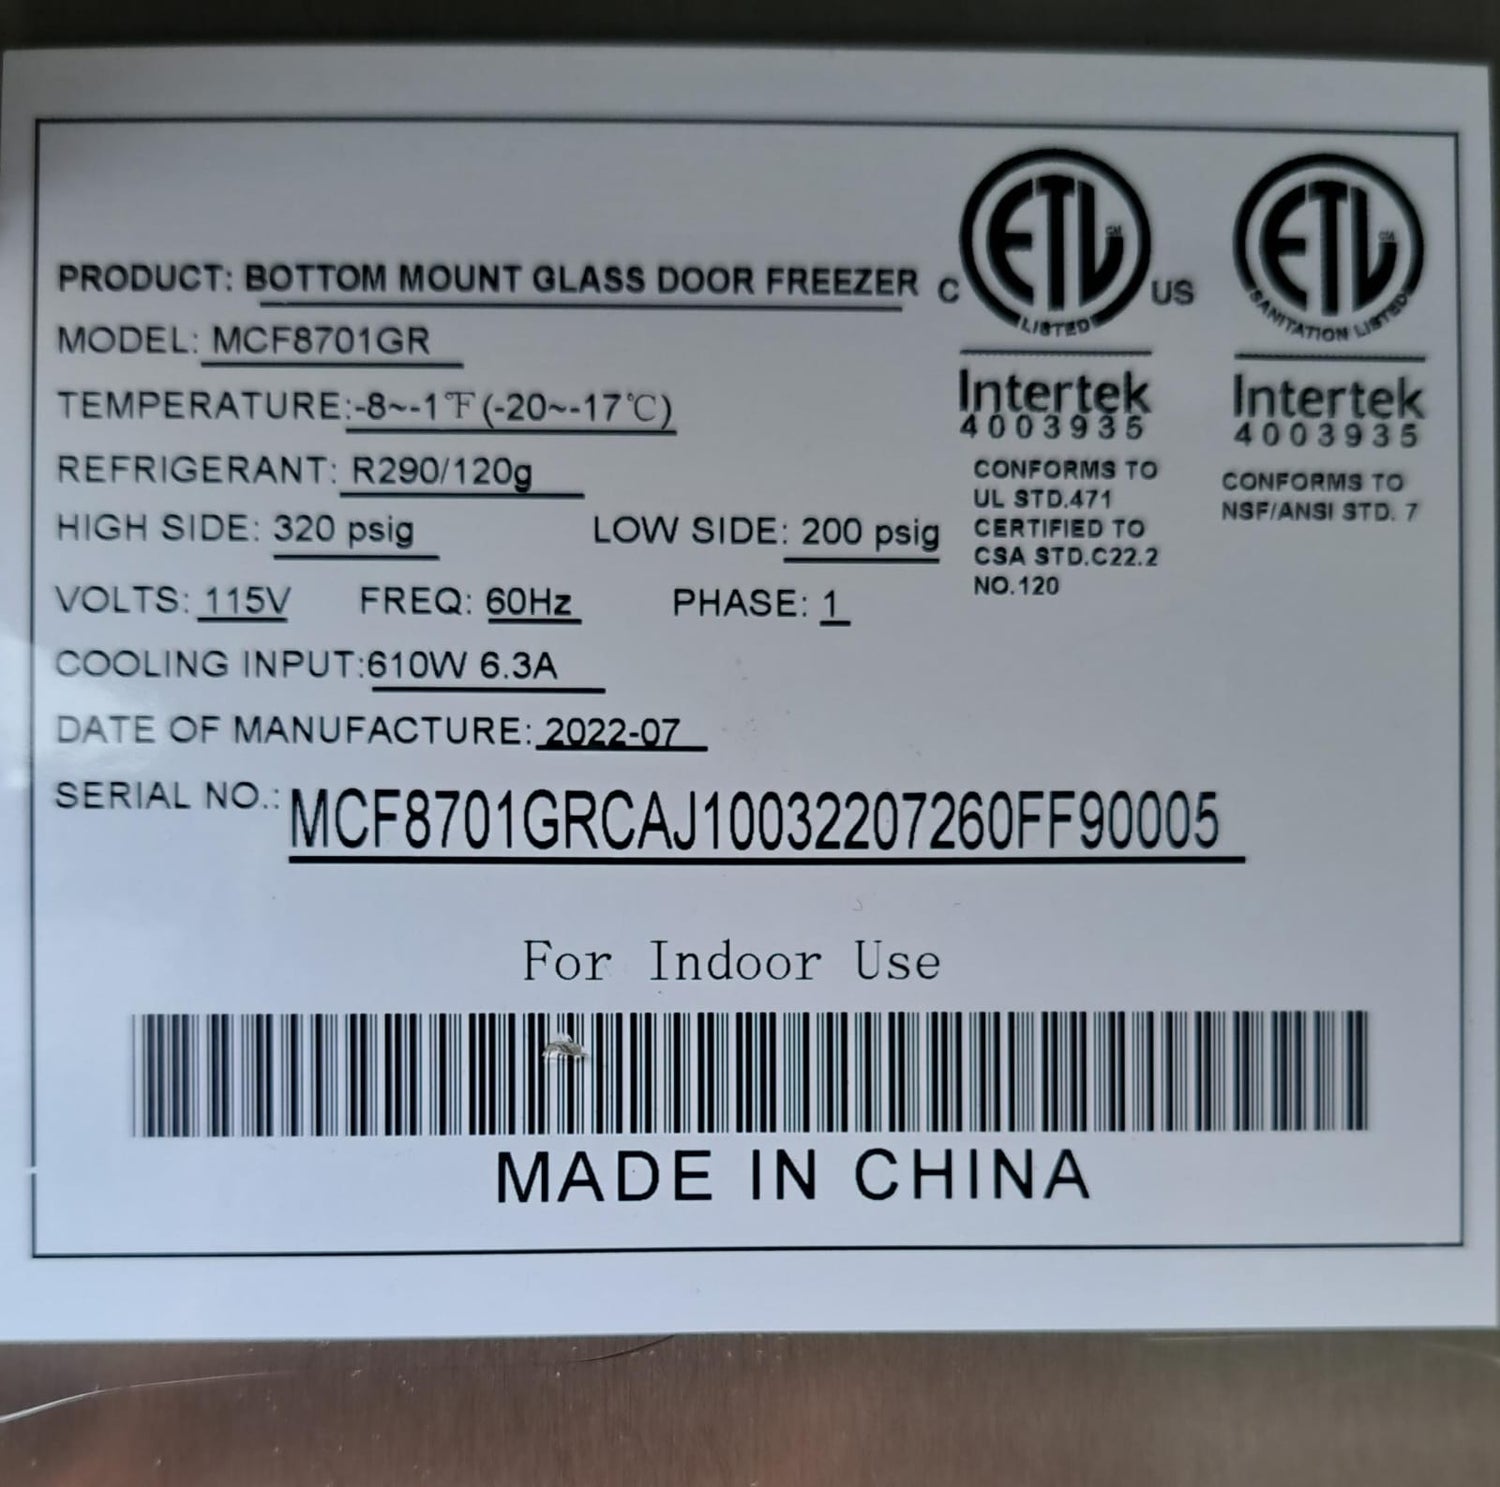 PRODUCT: BOTTOM MOUNT GLASS DOOR FREEZER
MODEL: MCF8701GR
TEMPERATURE:-8~-1℉(-20~-17℃)
REFRIGERANT: R290/120g
HIGH SIDE: 320 psig LOW SIDE: 200 psig
VOLTS: 115V FREQ: 60Hz PHASE: 1
COOLING INPUT:610W 6.3A
DATE OF MANUFACTURE: 2022-07
SERIAL NO.: MCF8701GRCAJ10032207260FF90005
C ETL US
LISTED
Intertek
4003935
CONFORMS TO
UL STD.471
CERTIFIED TO
CSA STD.C22.2
NO.120
ETL
SANITATION LISTED
Intertek
4003935
CONFORMS TO
NSF/ANSI STD. 7
For Indoor Use
MADE IN CHINA